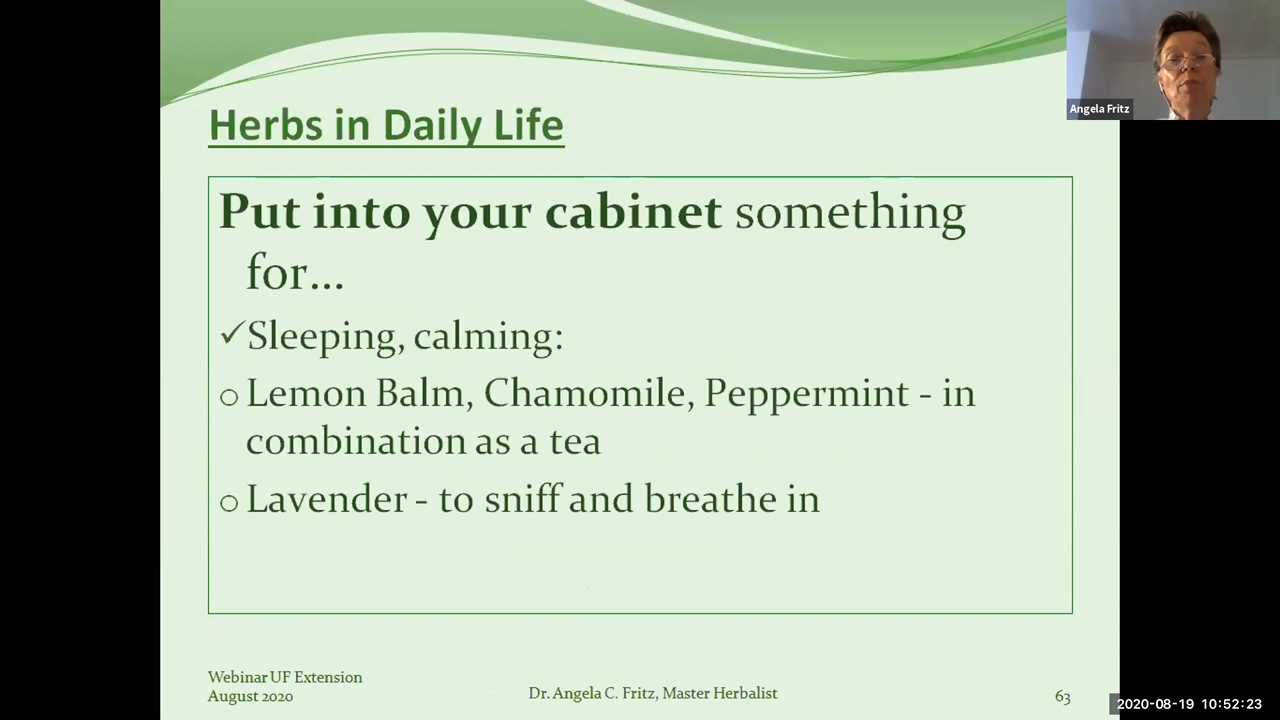 Angela Fritz
Herbs in Daily Life
Put into your cabinet something
for...
✓Sleeping, calming:
o Lemon Balm, Chamomile, Peppermint - in
combination as a tea
o Lavender - to sniff and breathe in
Webinar UF Extension
August 2020
Dr. Angela C. Fritz, Master Herbalist
63
2020-08-19 10:52:23